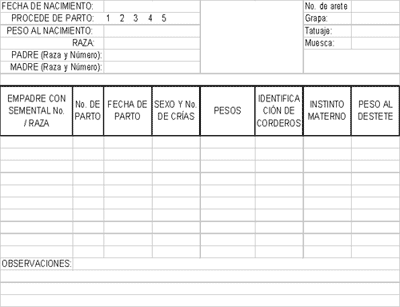 FECHA DE NACIMIENTO: No. de arete
PROCEDE DE PARTO: 1 2 3 4 5 Grapa:
PESO AL NACIMIENTO: Tatuaje:
RAZA: Muesca:
PADRE (Raza y Número):
MADRE (Raza y Número):
EMPADRE CON SEMENTAL No. / RAZA
No. DE PARTO
FECHA DE PARTO
SEXO Y No. DE CRÍAS
PESOS
IDENTIFICA CIÓN DE CORDEROS
INSTINTO MATERNO
PESO AL DESTETE
OBSERVACIONES: